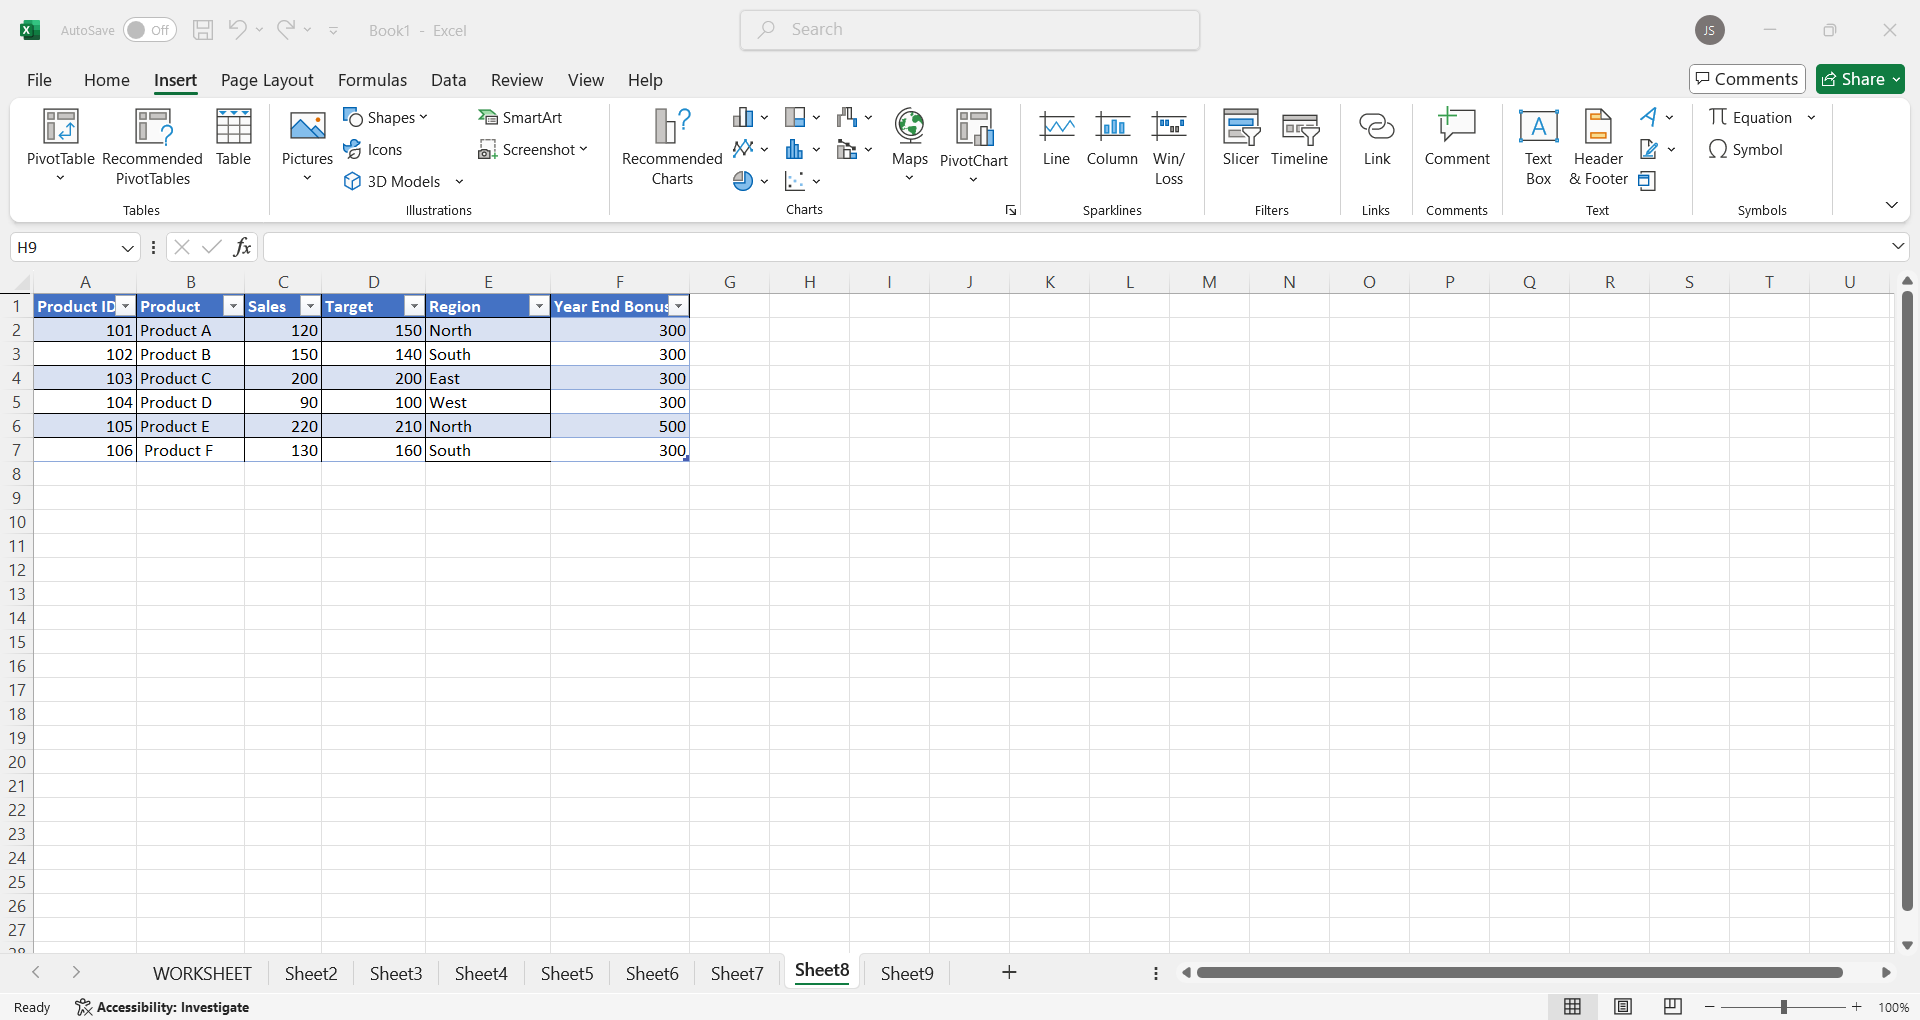 AutoSave Off Book1 - Excel Search JS
File Home Insert Page Layout Formulas Data Review View Help Comments Share
PivotTable Recommended PivotTables Table Pictures Shapes Icons 3D Models SmartArt Screenshot Recommended Charts Maps PivotChart Line Column Win/ Loss Slicer Timeline Link Comment Text Box Header & Footer Equation Symbol
Tables Illustrations Charts Sparklines Filters Links Comments Text Symbols
H9 fx
A B C D E F G H I J K L M N O P Q R S T U
1 Product ID Product Sales Target Region Year End Bonus
2 101 Product A 120 150 North 300
3 102 Product B 150 140 South 300
4 103 Product C 200 200 East 300
5 104 Product D 90 100 West 300
6 105 Product E 220 210 North 500
7 106 Product F 130 160 South 300
8
9
10
11
12
13
14
15
16
17
18
19
20
21
22
23
24
25
26
27
28
WORKSHEET Sheet2 Sheet3 Sheet4 Sheet5 Sheet6 Sheet7 Sheet8 Sheet9 +
Ready Accessibility: Investigate 100%